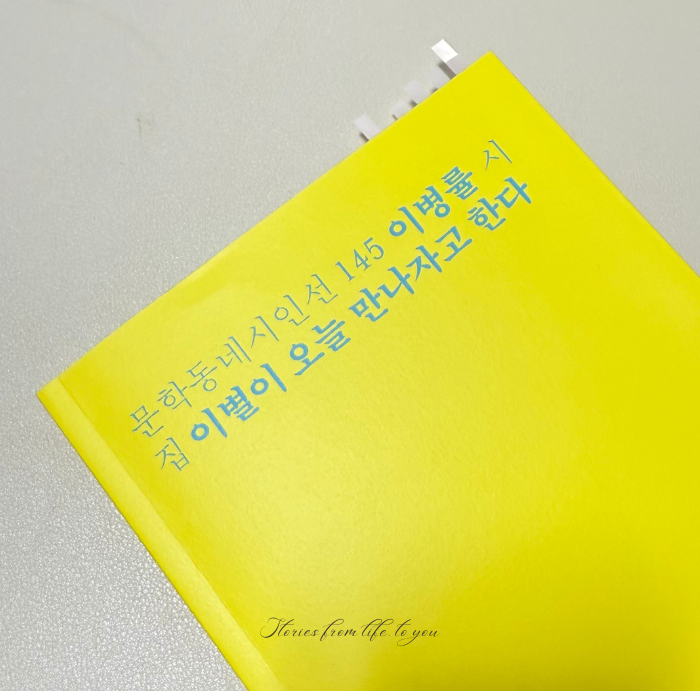 문학동네시인선 145 이병률 시
집 이별이 오늘 만나자고 한다
Stories from life. to you